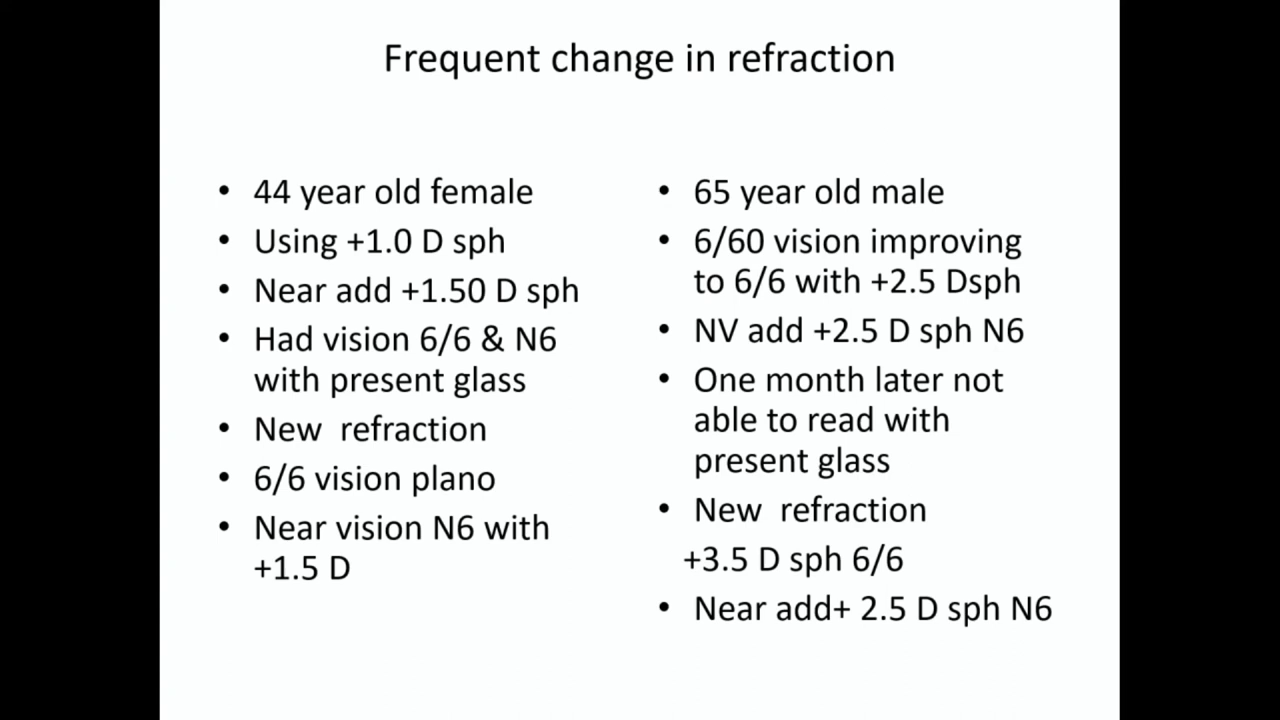 Frequent change in refraction
• 44 year old female
• Using +1.0 D sph
• Near add +1.50 D sph
• Had vision 6/6 & N6
with present glass
• New refraction
• 6/6 vision plano
• Near vision N6 with
+1.5 D
• 65 year old male
• 6/60 vision improving
to 6/6 with +2.5 Dsph
• NV add +2.5 D sph N6
• One month later not
able to read with
present glass
• New refraction
+3.5 D sph 6/6
• Near add+ 2.5 D sph N6